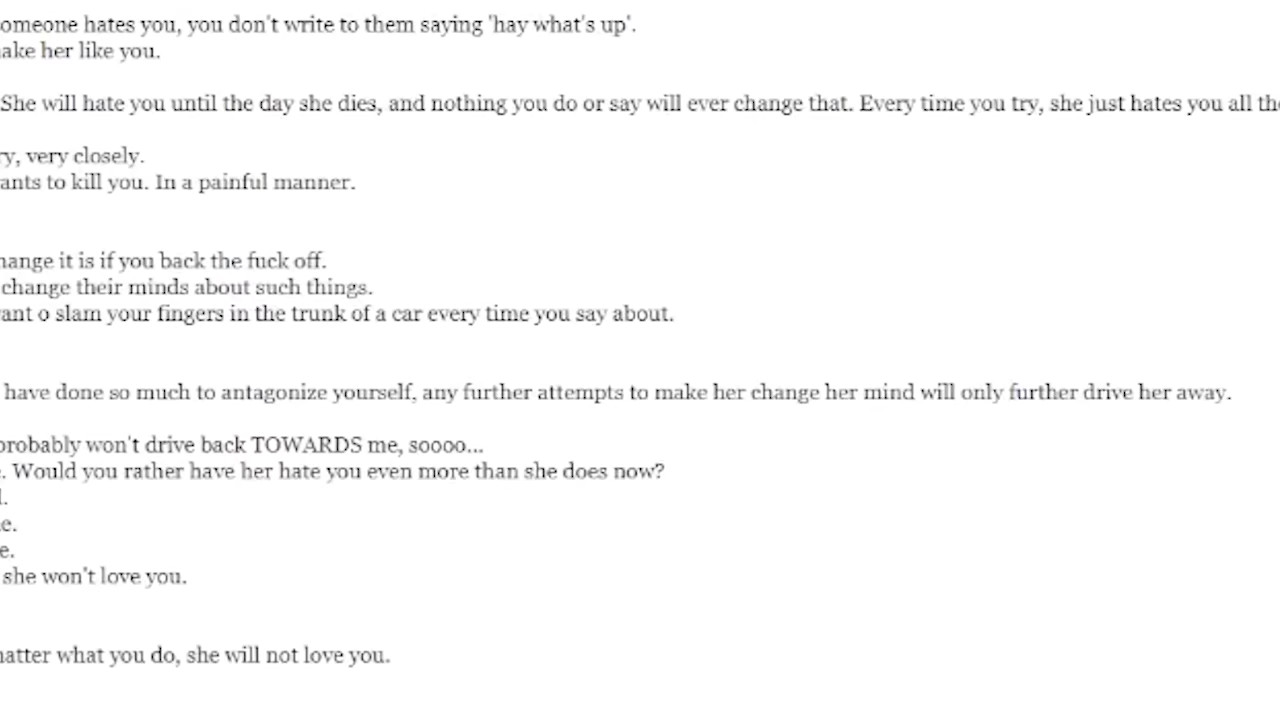 omeone hates you, you don't write to them saying 'hay what's up'.
ake her like you.
She will hate you until the day she dies, and nothing you do or say will ever change that. Every time you try, she just hates you all the
ry, very closely.
ants to kill you. In a painful manner.
hange it is if you back the fuck off.
change their minds about such things.
ant o slam your fingers in the trunk of a car every time you say about.
have done so much to antagonize yourself, any further attempts to make her change her mind will only further drive her away.
probably won't drive back TOWARDS me, soooo...
. Would you rather have her hate you even more than she does now?
l.
e.
e.
she won't love you.
natter what you do, she will not love you.